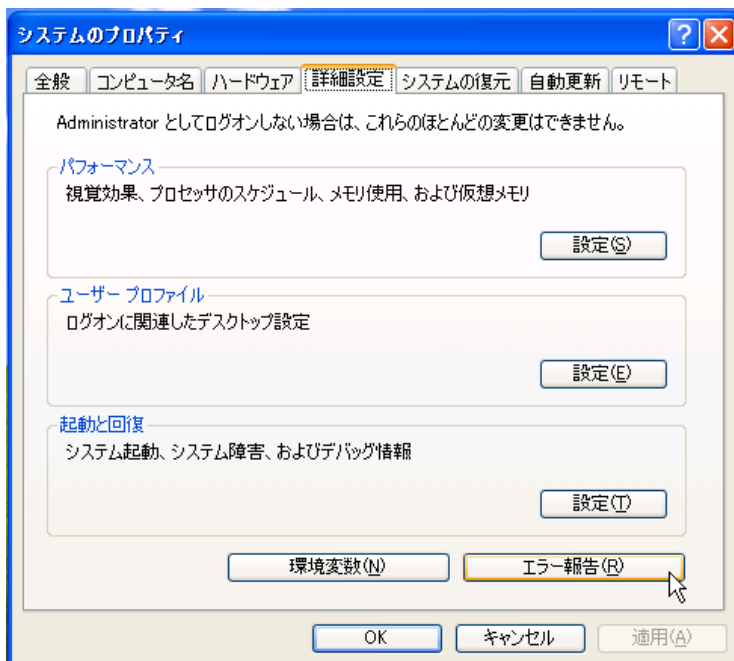 システムのプロパティ
全般 コンピュータ名 ハードウェア 詳細設定 システムの復元 自動更新 リモート
Administrator としてログオンしない場合は、これらのほとんどの変更はできません。
パフォーマンス
視覚効果、プロセッサのスケジュール、メモリ使用、および仮想メモリ
設定(S)
ユーザー プロファイル
ログオンに関連したデスクトップ設定
設定(E)
起動と回復
システム起動、システム障害、およびデバッグ情報
設定(T)
環境変数(N) エラー報告(R)
OK キャンセル 適用(A)